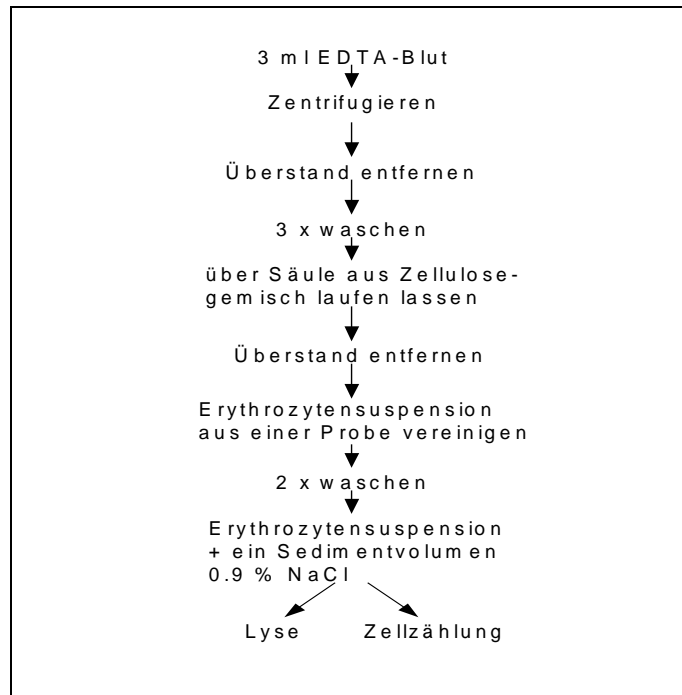 3 ml EDTA-Blut
Zentrifugieren
Überstand entfernen
3 x waschen
über Säule aus Zellulose-
gemisch laufen lassen
Überstand entfernen
Erythrozytensuspension
aus einer Probe vereinigen
2 x waschen
Erythrozytensuspension
+ ein Sedimentvolumen
0.9 % NaCl
Lyse Zellzählung